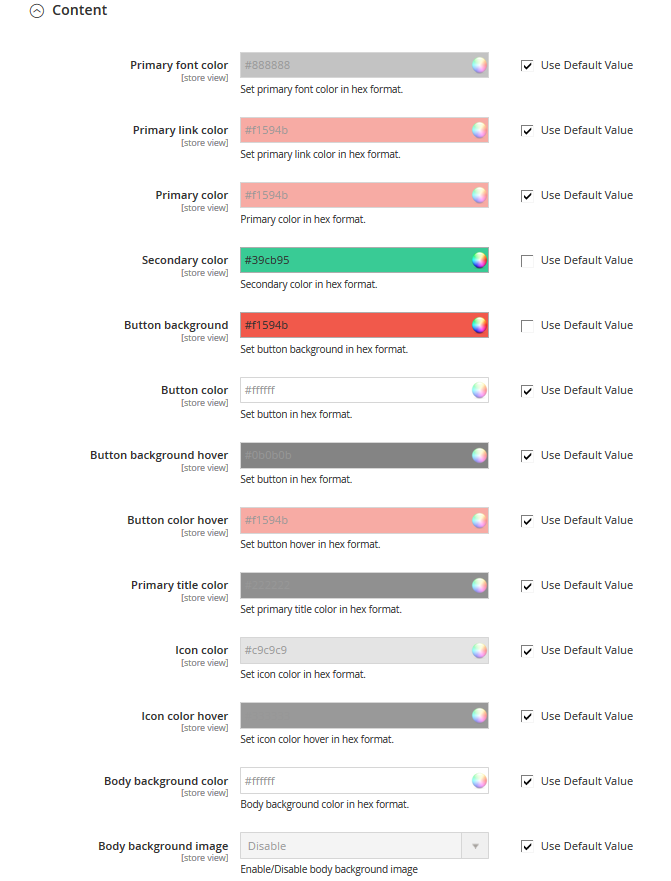 Content
Primary font color #888888 Use Default Value
[store view]
Set primary font color in hex format.
Primary link color #f1594b Use Default Value
[store view]
Set primary link color in hex format.
Primary color #f1594b Use Default Value
[store view]
Primary color in hex format.
Secondary color #39cb95 Use Default Value
[store view]
Secondary color in hex format.
Button background #f1594b Use Default Value
[store view]
Set button background in hex format.
Button color #ffffff Use Default Value
[store view]
Set button in hex format.
Button background hover #0b0b0b Use Default Value
[store view]
Set button in hex format.
Button color hover #f1594b Use Default Value
[store view]
Set button hover in hex format.
Primary title color Use Default Value
[store view]
Set primary title color in hex format.
Icon color #c9c9c9 Use Default Value
[store view]
Set icon color in hex format.
Icon color hover Use Default Value
[store view]
Set icon color hover in hex format.
Body background color #ffffff Use Default Value
[store view]
Body background color in hex format.
Body background image Disable Use Default Value
[store view]
Enable/Disable body background image